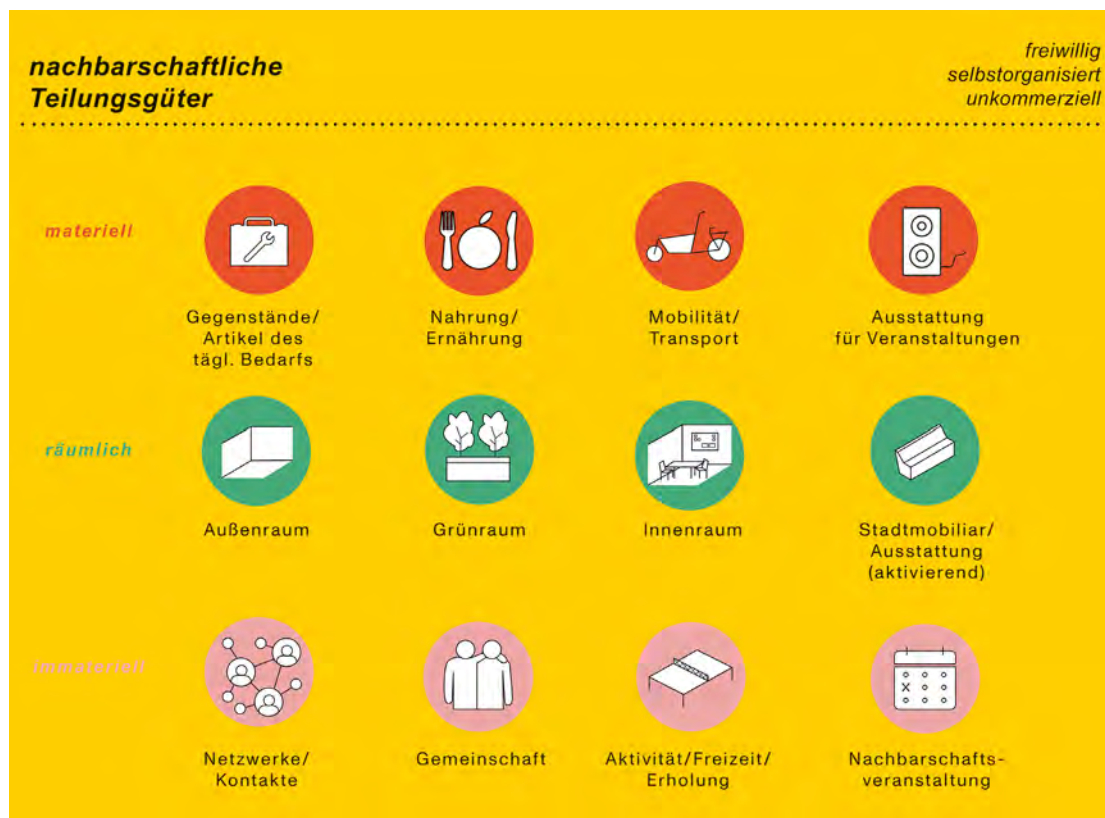 nachbarschaftliche
Teilungsgüter
freiwillig
selbstorganisiert
unkommerziell
materiell
Gegenstände/
Artikel des
tägl. Bedarfs
Nahrung/
Ernährung
Mobilität/
Transport
Ausstattung
für Veranstaltungen
räumlich
Außenraum
Grünraum
Innenraum
Stadtmobiliar/
Ausstattung
(aktivierend)
immateriell
Netzwerke/
Kontakte
Gemeinschaft
Aktivität/Freizeit/
Erholung
Nachbarschafts-
veranstaltung